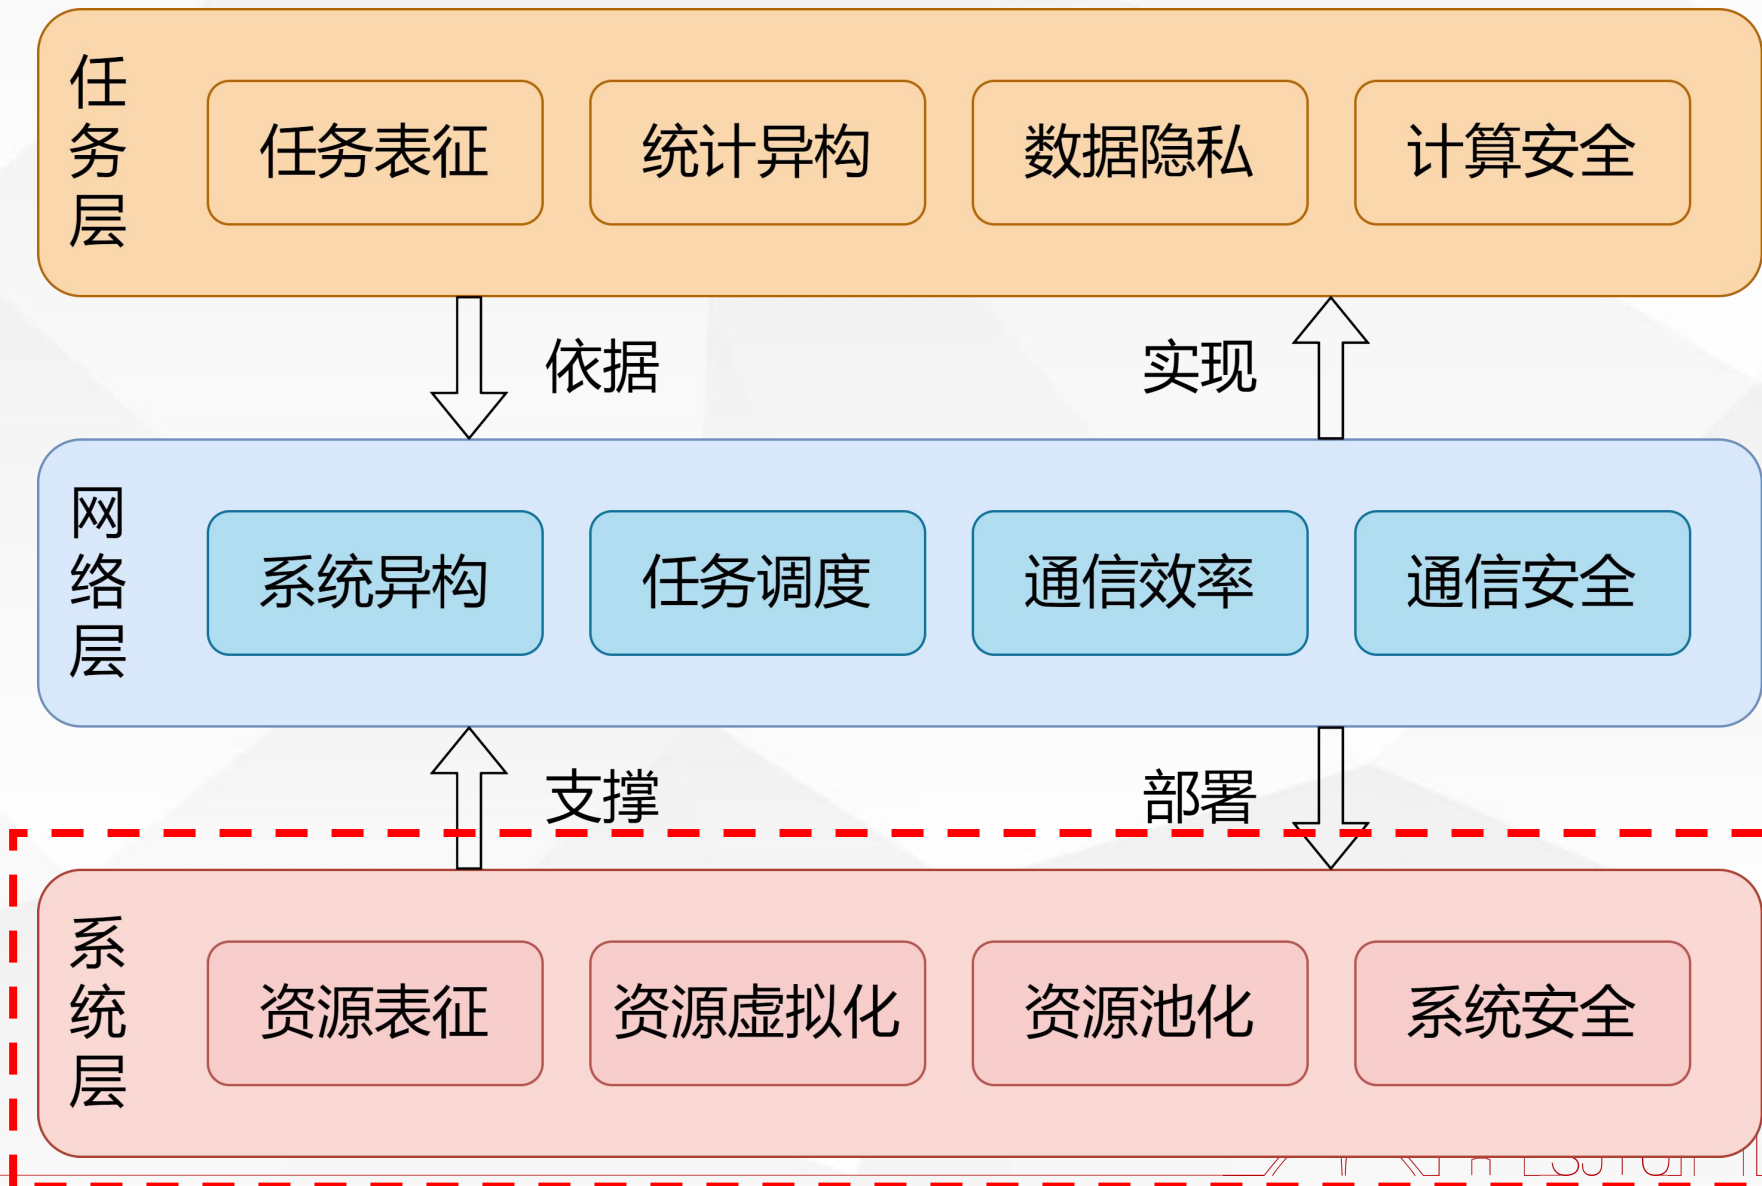 任务层
任务表征
统计异构
数据隐私
计算安全
依据
实现
网络层
系统异构
任务调度
通信效率
通信安全
支撑
部署
系统层
资源表征
资源虚拟化
资源池化
系统安全